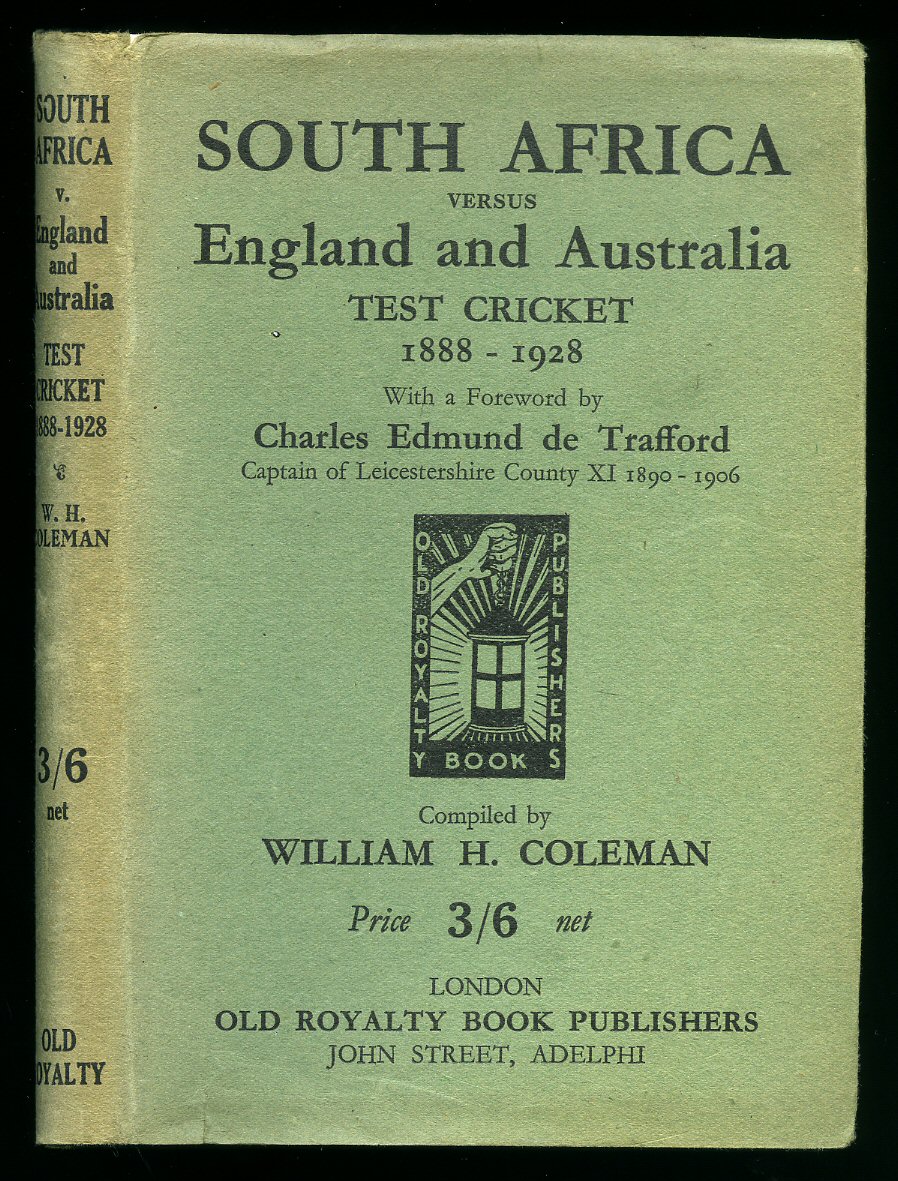 SOUTH
AFRICA
v.
England
and
Australia
TEST
CRICKET
1888-1928
W. H.
COLEMAN
3/6
net
OLD
ROYALTY
SOUTH AFRICA
VERSUS
England and Australia
TEST CRICKET
1888 - 1928
With a Foreword by
Charles Edmund de Trafford
Captain of Leicestershire County XI 1890 - 1906
OLD ROYALTY
BOOK
PUBLISHERS
Compiled by
WILLIAM H. COLEMAN
Price 3/6 net
LONDON
OLD ROYALTY BOOK PUBLISHERS
JOHN STREET, ADELPHI